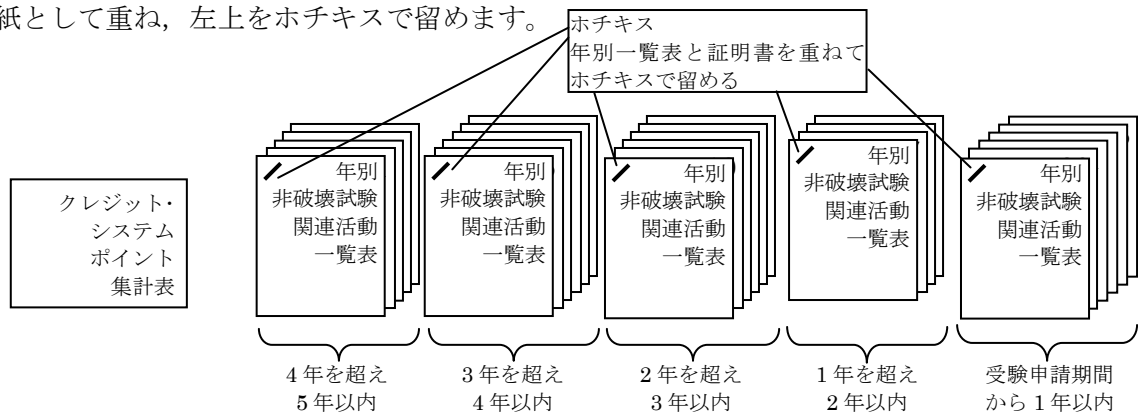 紙として重ね，左上をホチキスで留めます。
ホチキス
年別一覧表と証明書を重ねて
ホチキスで留める
クレジット・
システム
ポイント
集計表
年別
非破壊試験
関連活動
一覧表
年別
非破壊試験
関連活動
一覧表
年別
非破壊試験
関連活動
一覧表
年別
非破壊試験
関連活動
一覧表
年別
非破壊試験
関連活動
一覧表
4年を超え
5年以内
3年を超え
4年以内
2年を超え
3年以内
1年を超え
2年以内
受験申請期間
から1年以内